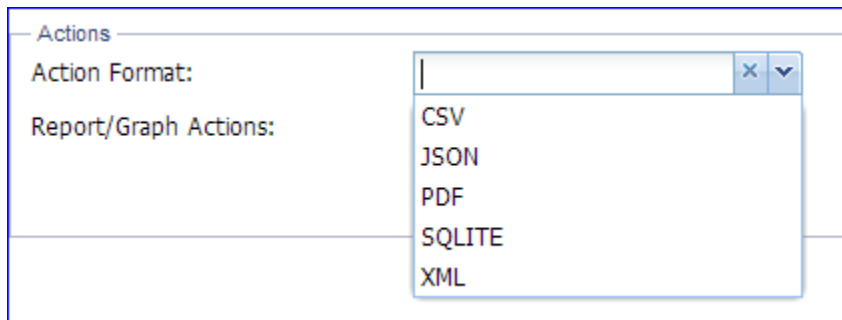 Actions
Action Format:
Report/Graph Actions:
CSV
JSON
PDF
SQLITE
XML